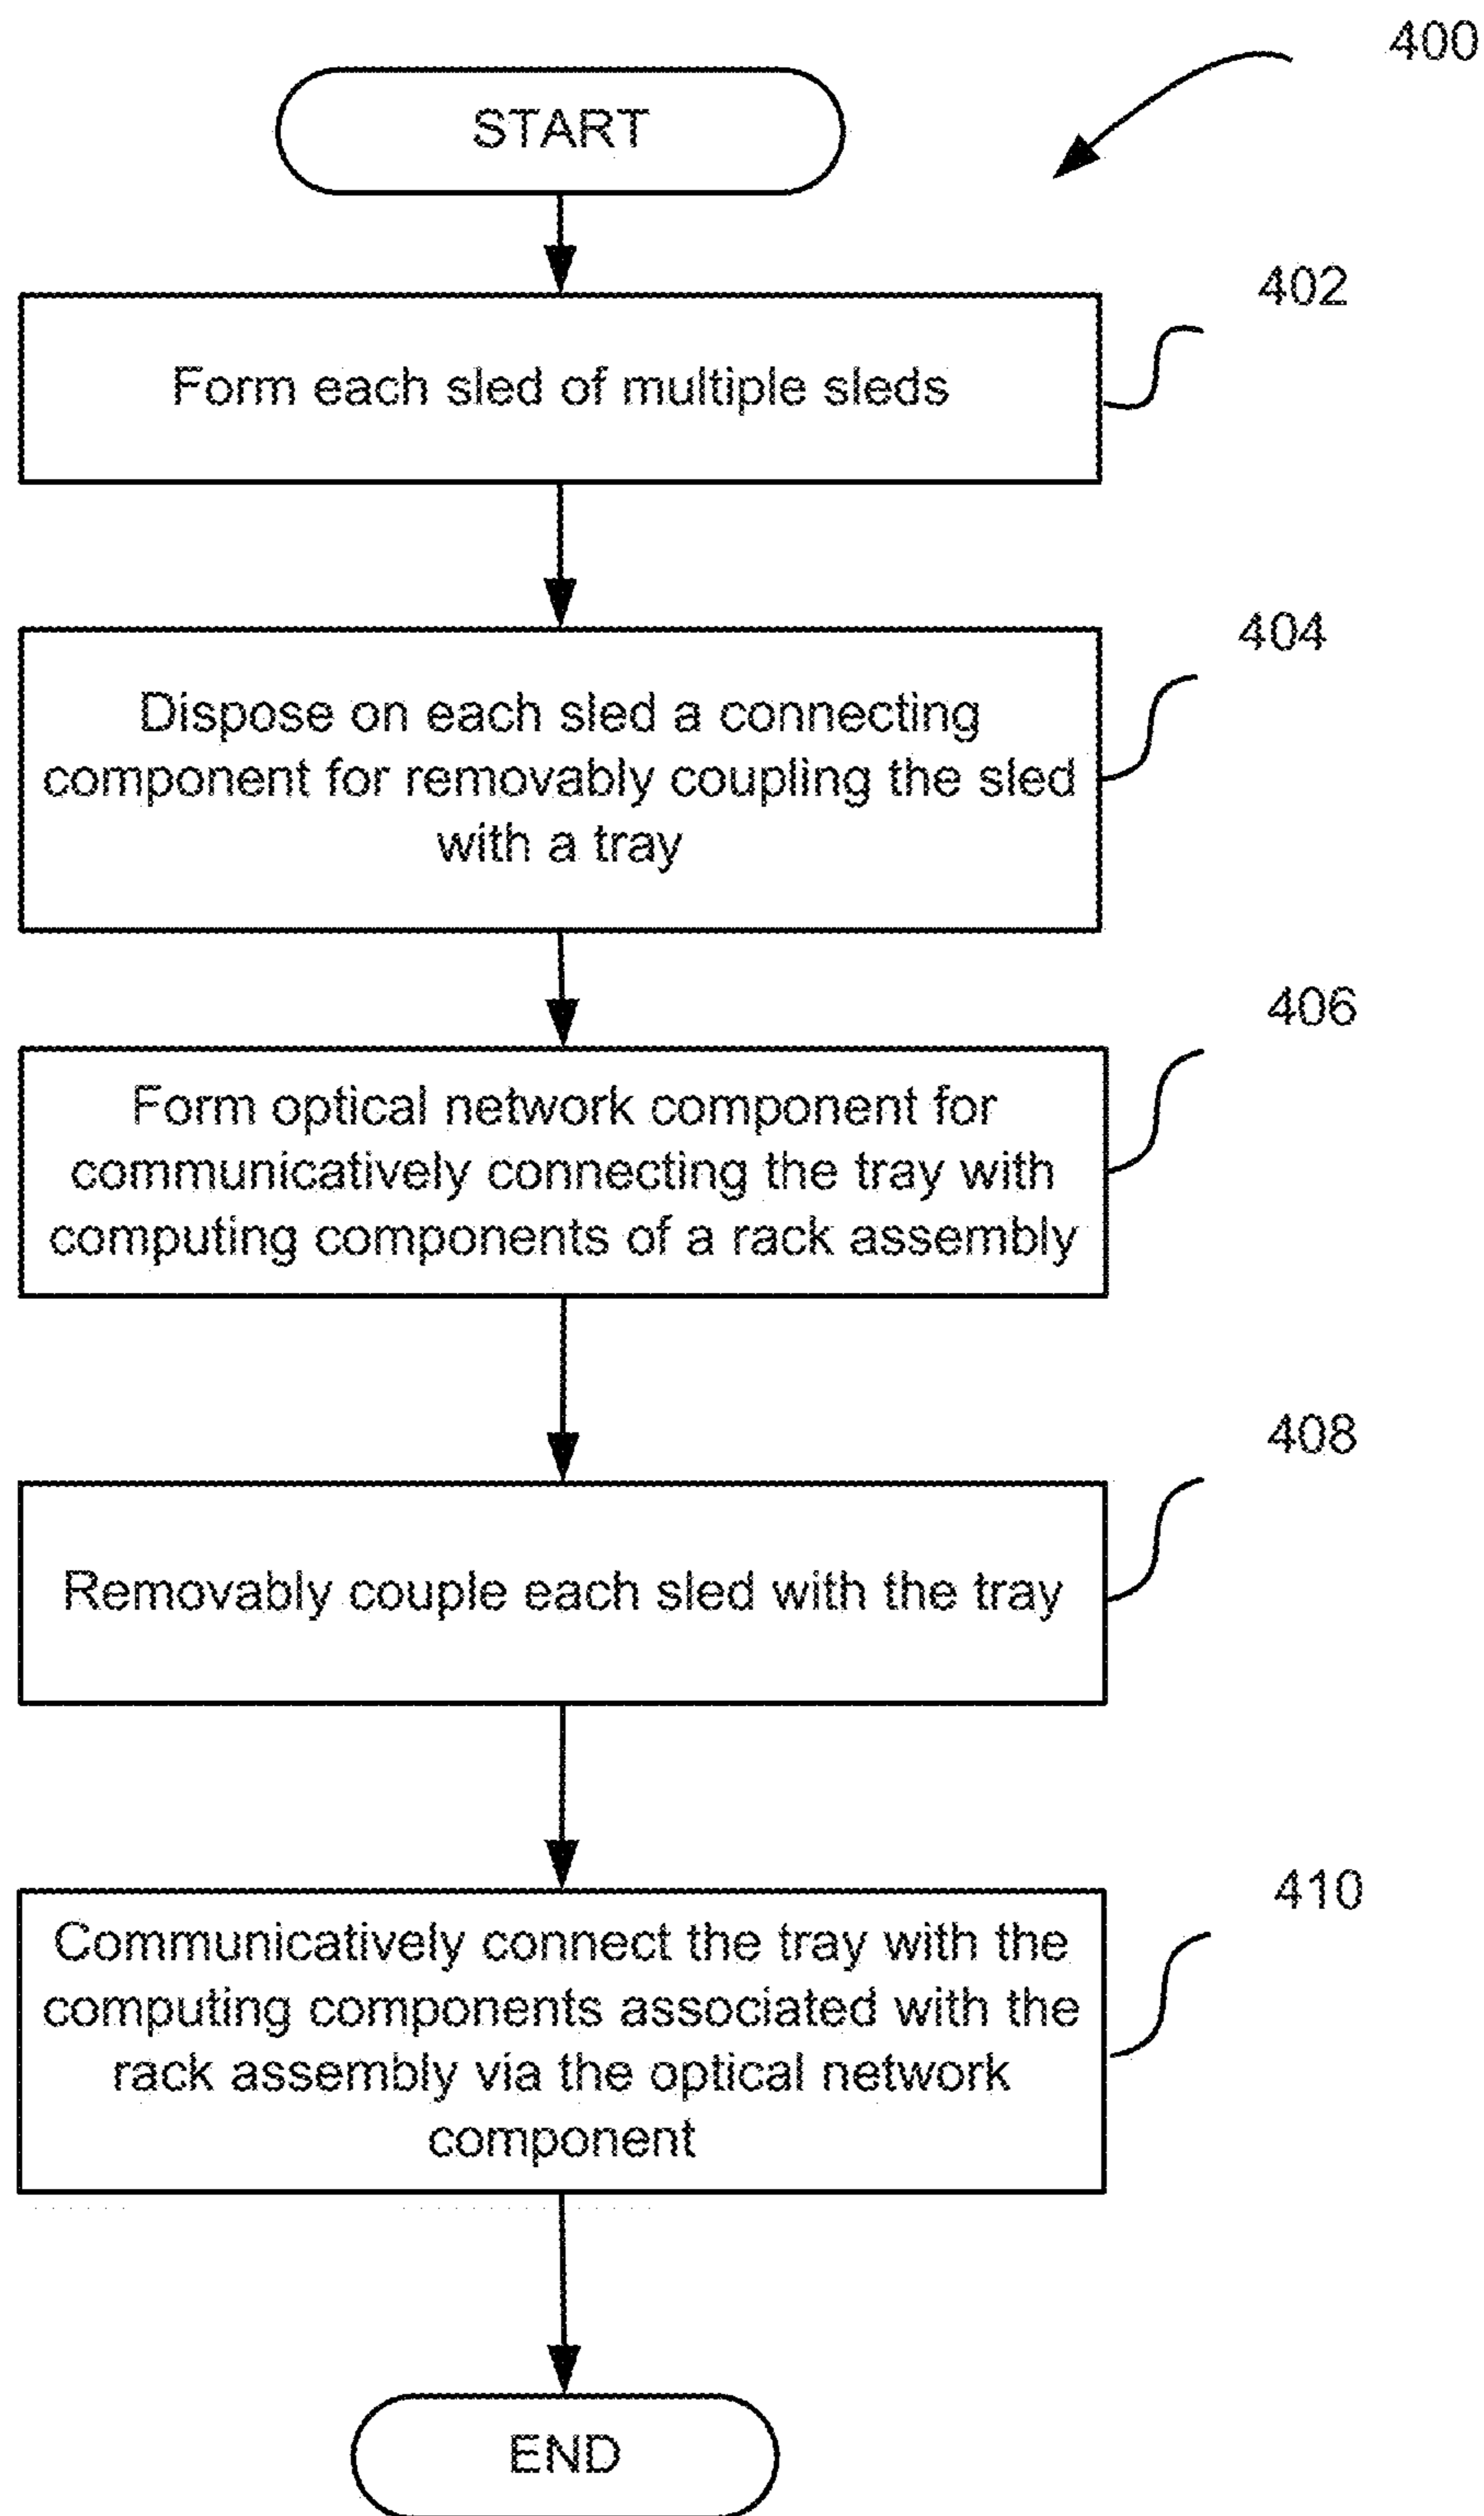 400
START
402
Form each sled of multiple sleds
404
Dispose on each sled a connecting
component for removably coupling the sled
with a tray
406
Form optical network component for
communicatively connecting the tray with
computing components of a rack assembly
408
Removably couple each sled with the tray
410
Communicatively connect the tray with the
computing components associated with the
rack assembly via the optical network
component
END